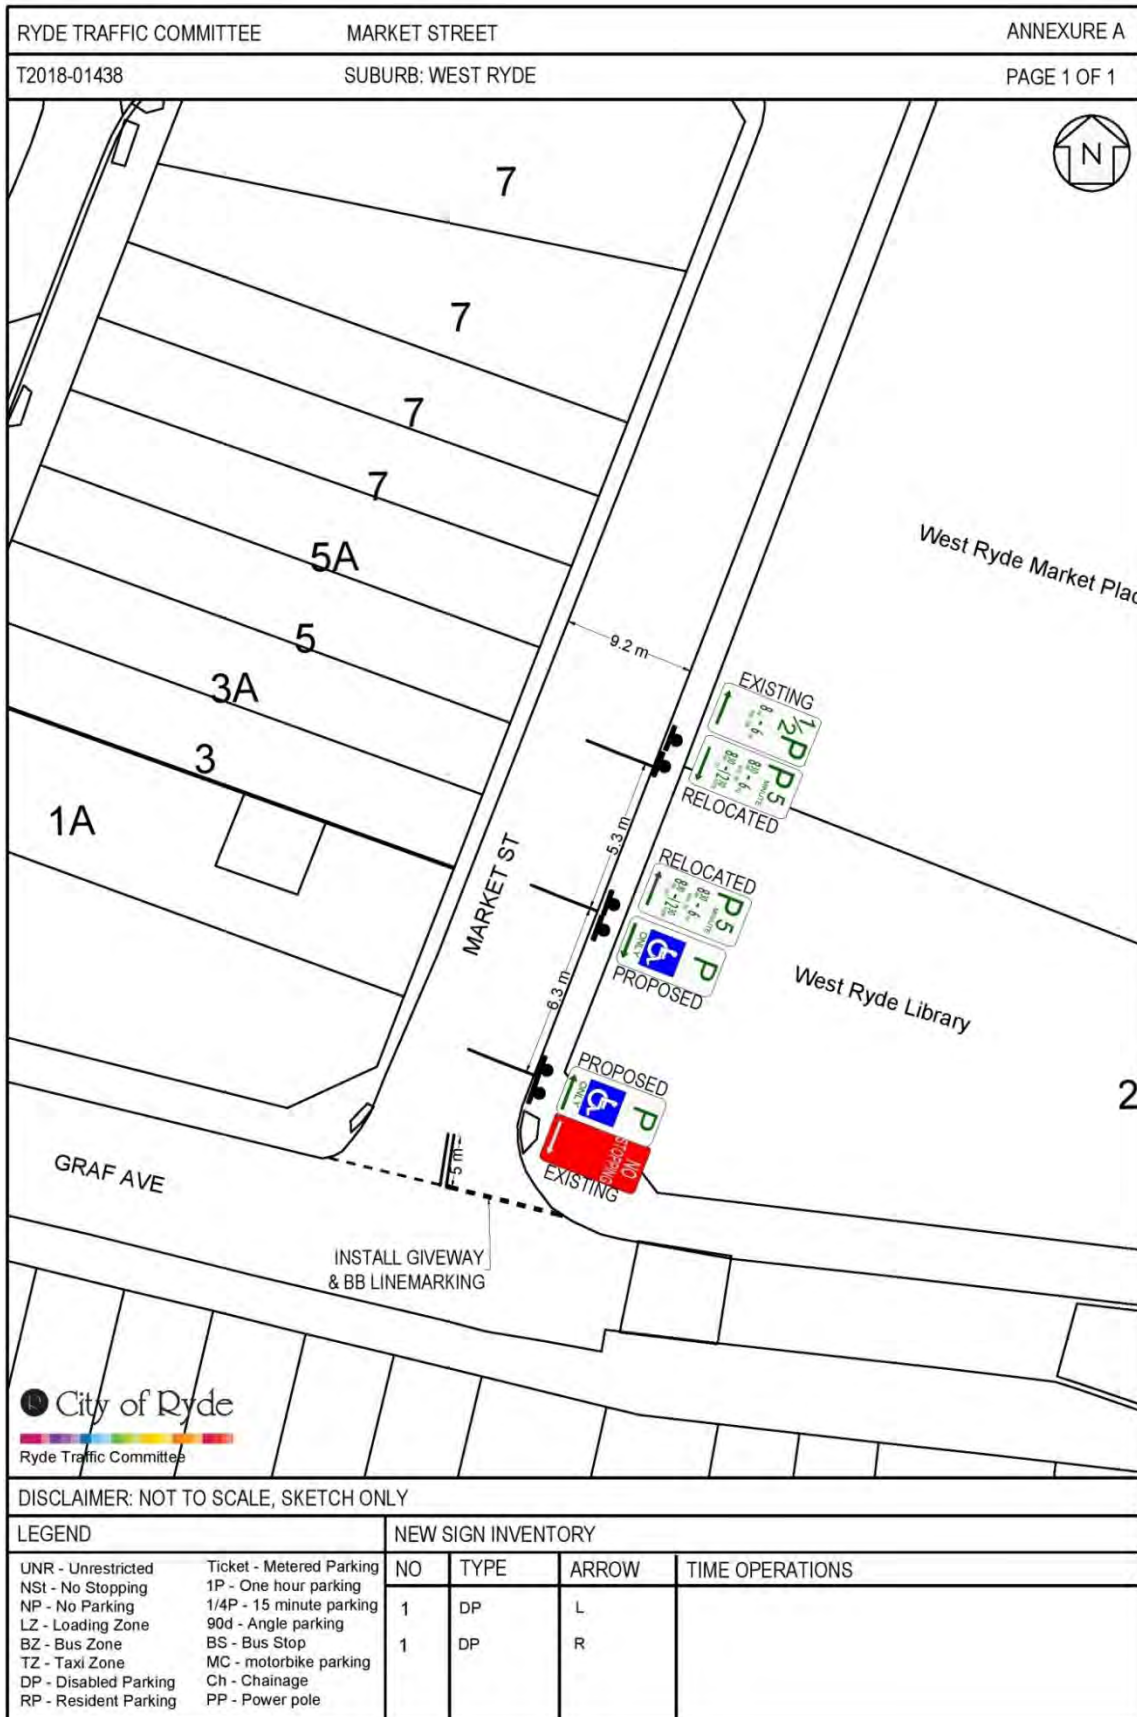 RYDE TRAFFIC COMMITTEE MARKET STREET ANNEXURE A
T2018-01438 SUBURB: WEST RYDE PAGE 1 OF 1
N
7
7
7
7
5A
5
3A
3
1A
West Ryde Market Plac
9.2 m
EXISTING
½P
P5
MINUTE
RELOCATED
5.3 m
MARKET ST
RELOCATED
P5
MINUTE
P
ONLY
PROPOSED
6.3 m
West Ryde Library
2
PROPOSED
P
ONLY
NO
STOPPING
EXISTING
5 m
GRAF AVE
INSTALL GIVEWAY
& BB LINEMARKING
City of Ryde
Ryde Traffic Committee
DISCLAIMER: NOT TO SCALE, SKETCH ONLY
LEGEND
UNR - Unrestricted
NSt - No Stopping
NP - No Parking
LZ - Loading Zone
BZ - Bus Zone
TZ - Taxi Zone
DP - Disabled Parking
RP - Resident Parking
Ticket - Metered Parking
1P - One hour parking
1/4P - 15 minute parking
90d - Angle parking
BS - Bus Stop
MC - motorbike parking
Ch - Chainage
PP - Power pole
NEW SIGN INVENTORY
NO TYPE ARROW TIME OPERATIONS
1 DP L
1 DP R